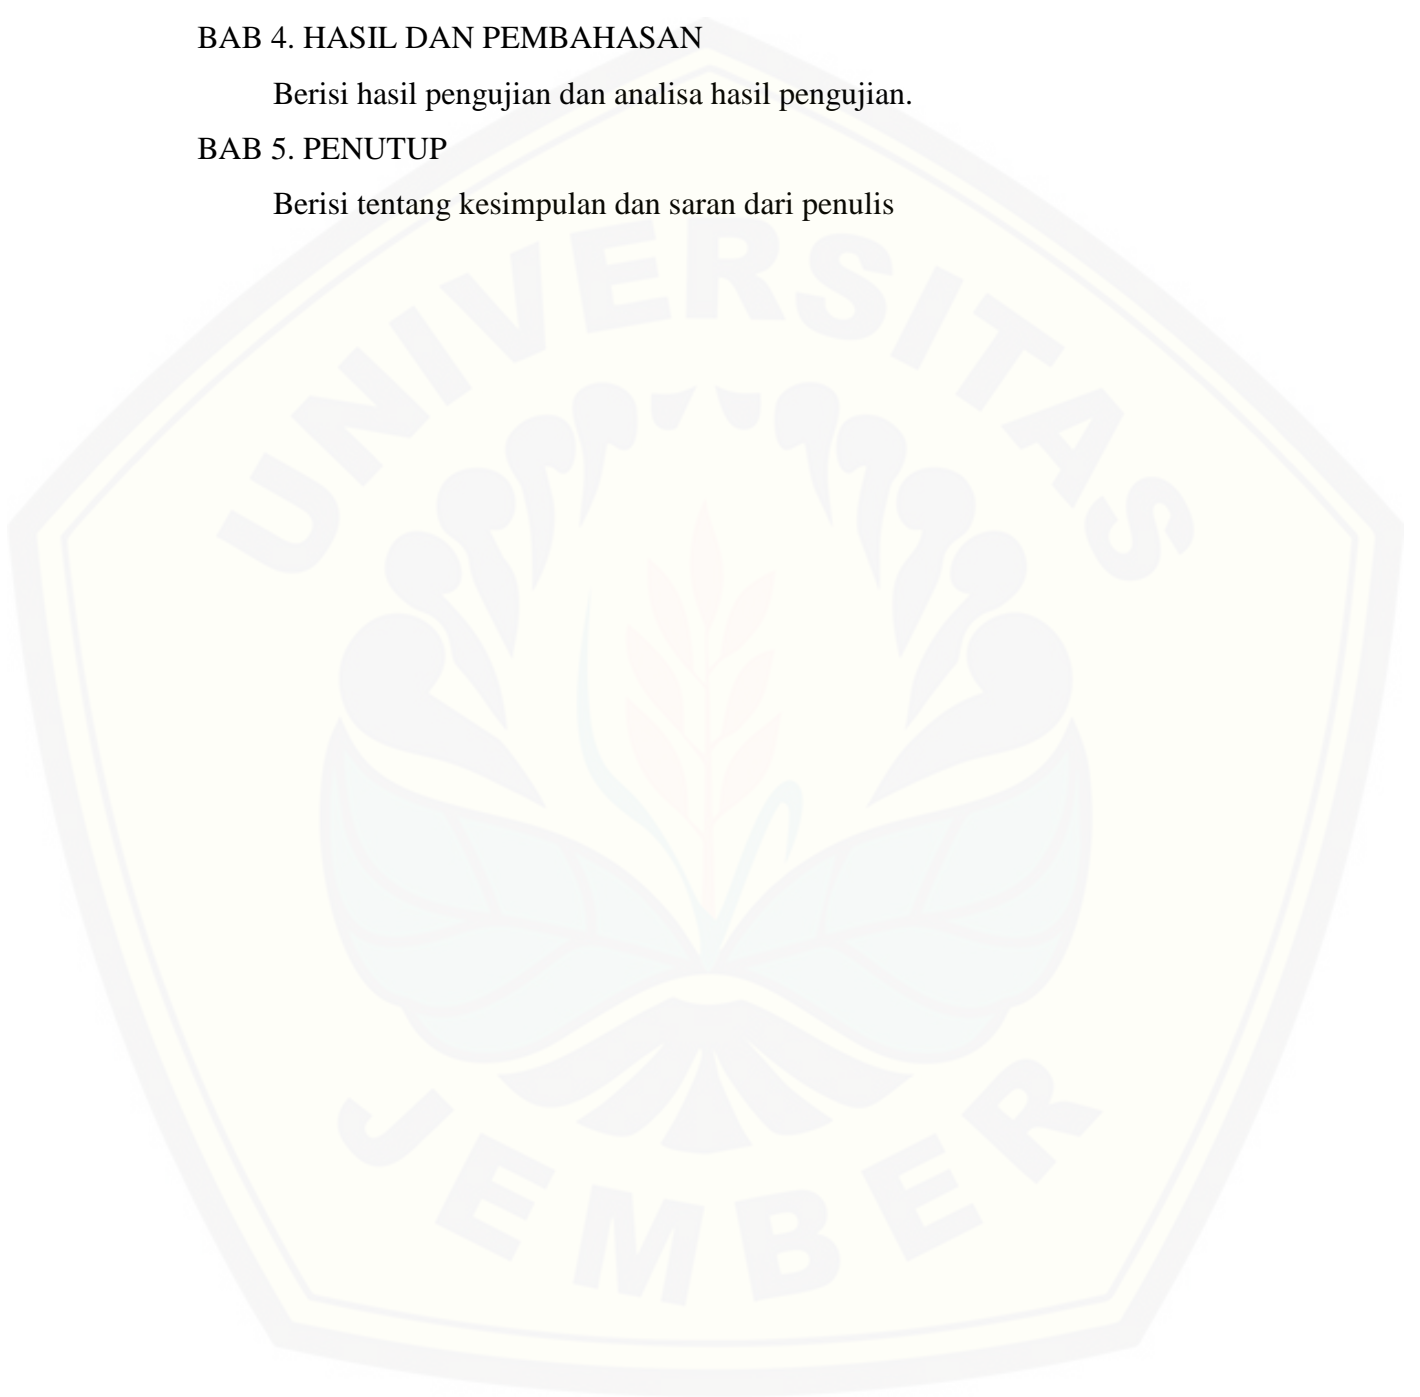 BAB 4. HASIL DAN PEMBAHASAN
Berisi hasil pengujian dan analisa hasil pengujian.
BAB 5. PENUTUP
Berisi tentang kesimpulan dan saran dari penulis
UNIVERSITAS
JEMBER